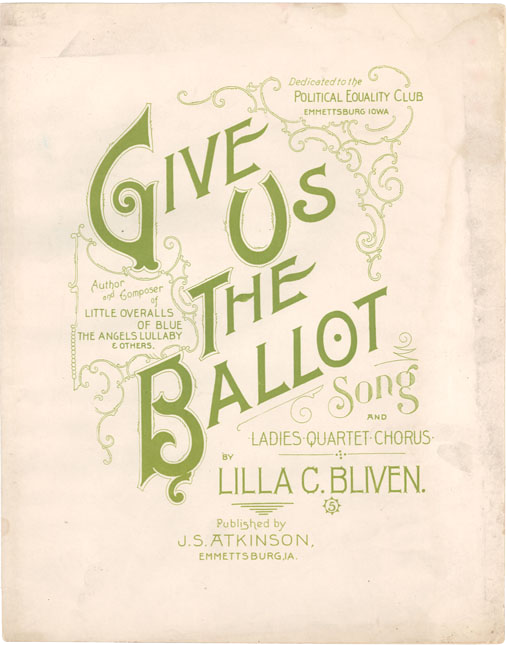 Dedicated to the
POLITICAL EQUALITY CLUB
EMMETTSBURG IOWA
GIVE
US
THE
BALLOT
Author
and Composer
of
LITTLE OVERALLS
OF BLUE
THE ANGELS LULLABY
& OTHERS.
Song
AND
LADIES·QUARTET·CHORUS
BY
LILLA C. BLIVEN.
5
Published by
J.S. ATKINSON,
EMMETTSBURG, IA.